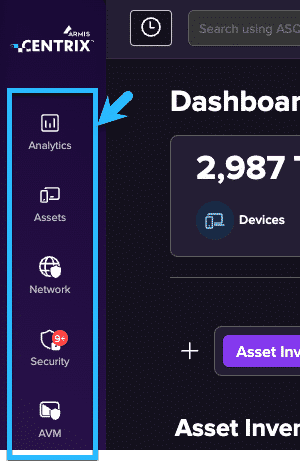 ARMIS
CENTRIX
Search using ASQ
Analytics
Assets
Network
9+
Security
AVM
Dashboar
2,987 T
Devices
Asset Inv
Asset Inver